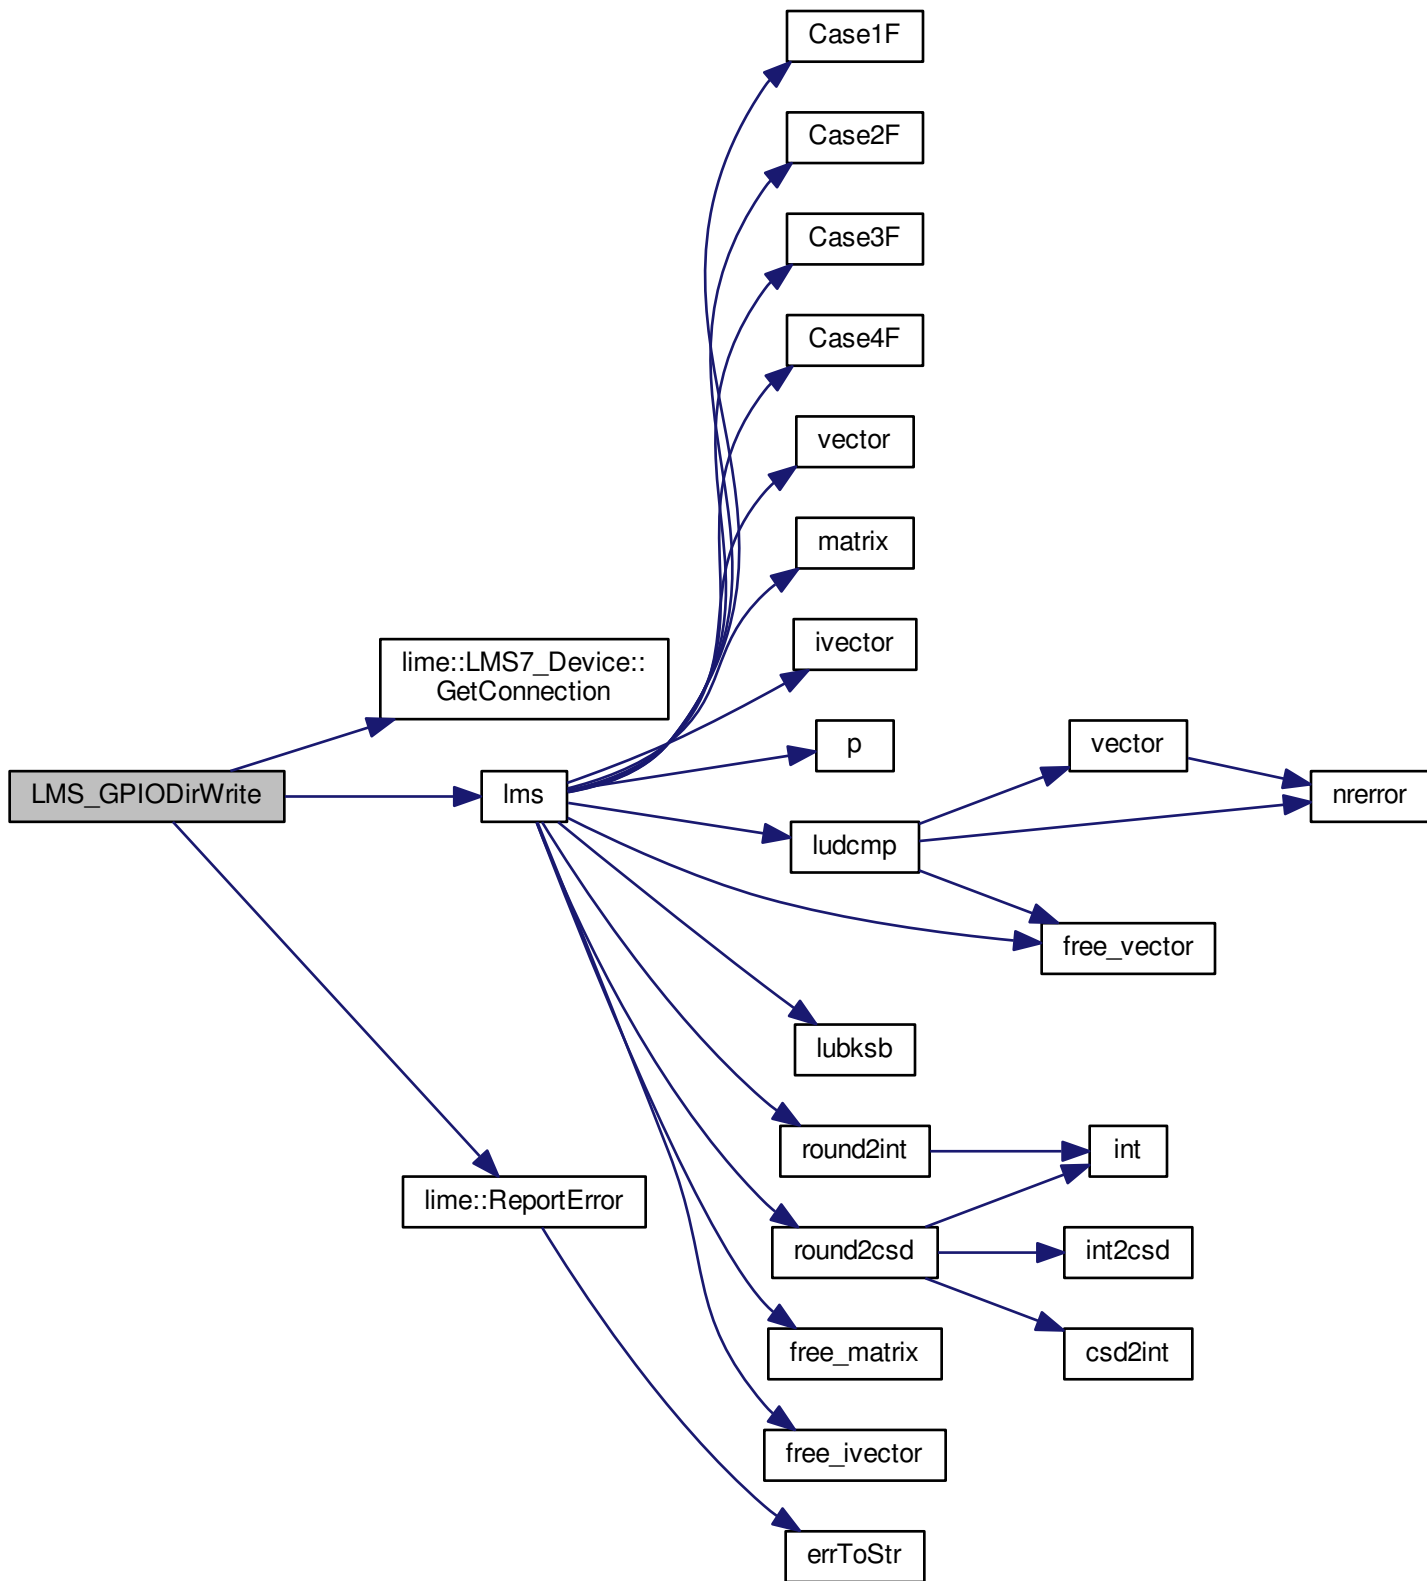 Case1F
Case2F
Case3F
Case4F
vector
matrix
ivector
lime::LMS7_Device::
GetConnection
p
vector
LMS_GPIODirWrite
lms
nrerror
ludcmp
free_vector
lubksb
round2int
int
lime::ReportError
round2csd
int2csd
free_matrix
csd2int
free_ivector
errToStr